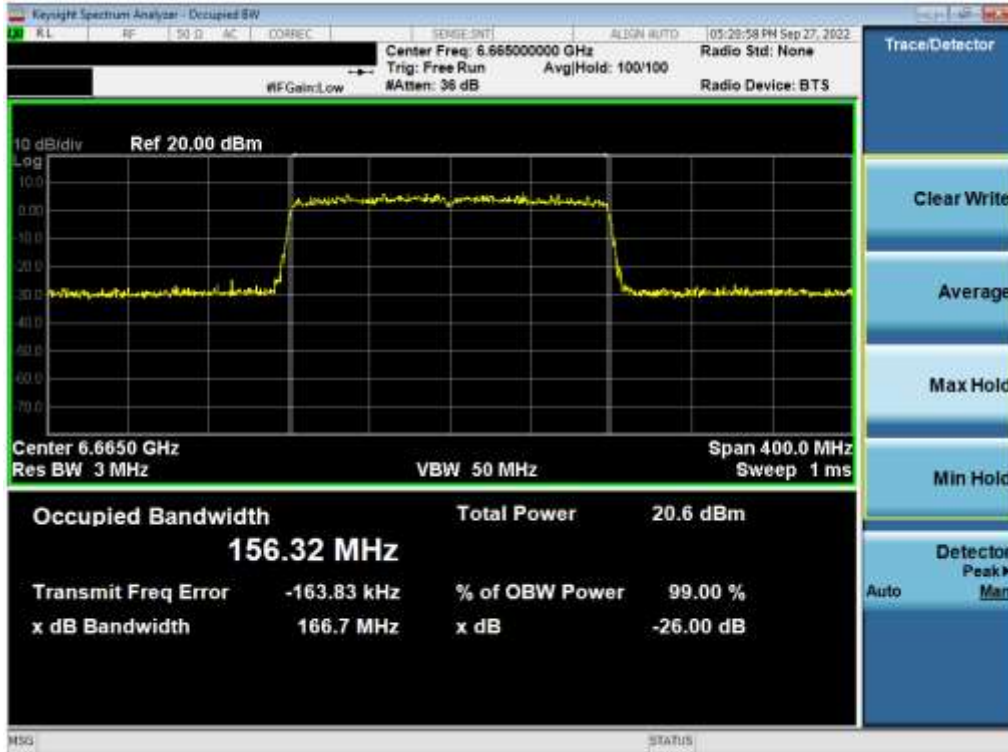 Keysight Spectrum Analyzer - Occupied BW
RL RF 50 Ω AC CORREC SENSE:INT ALIGN AUTO 05:20:58 PM Sep 27, 2022
Center Freq: 6.665000000 GHz Radio Std: None
Trig: Free Run Avg|Hold: 100/100
#IFGain:Low #Atten: 36 dB Radio Device: BTS
Trace/Detector
10 dB/div Ref 20.00 dBm
Log
10.0
0.00
-10.0
-20.0
-30.0
-40.0
-50.0
-60.0
-70.0
Center 6.6650 GHz Span 400.0 MHz
Res BW 3 MHz VBW 50 MHz Sweep 1 ms
Occupied Bandwidth Total Power 20.6 dBm
156.32 MHz
Transmit Freq Error -163.83 kHz % of OBW Power 99.00 %
x dB Bandwidth 166.7 MHz x dB -26.00 dB
Clear Write
Average
Max Hold
Min Hold
Detector
Peak
Auto Man
MSG STATUS